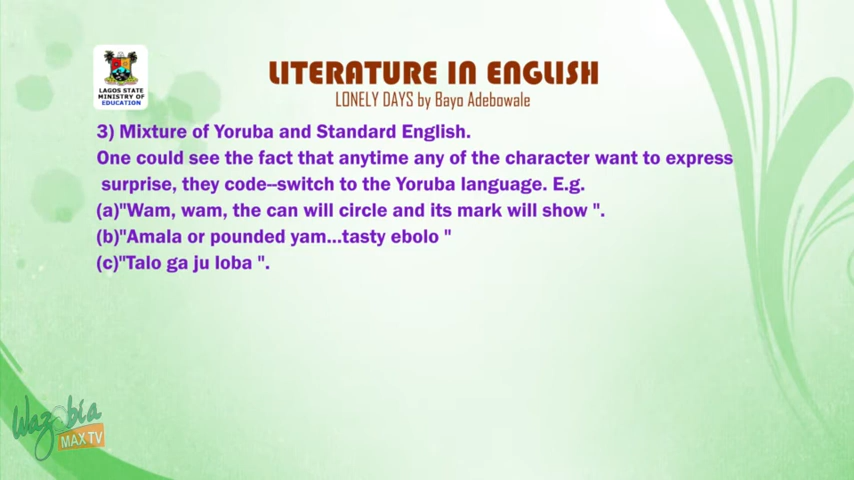 LITERATURE IN ENGLISH
LONELY DAYS by Bayo Adebowale
LAGOS STATE
MINISTRY OF
EDUCATION
3) Mixture of Yoruba and Standard English.
One could see the fact that anytime any of the character want to express
surprise, they code--switch to the Yoruba language. E.g.
(a)"Wam, wam, the can will circle and its mark will show ".
(b)"Amala or pounded yam...tasty ebolo "
(c)"Talo ga ju loba ".
Wazobia
MAX TV